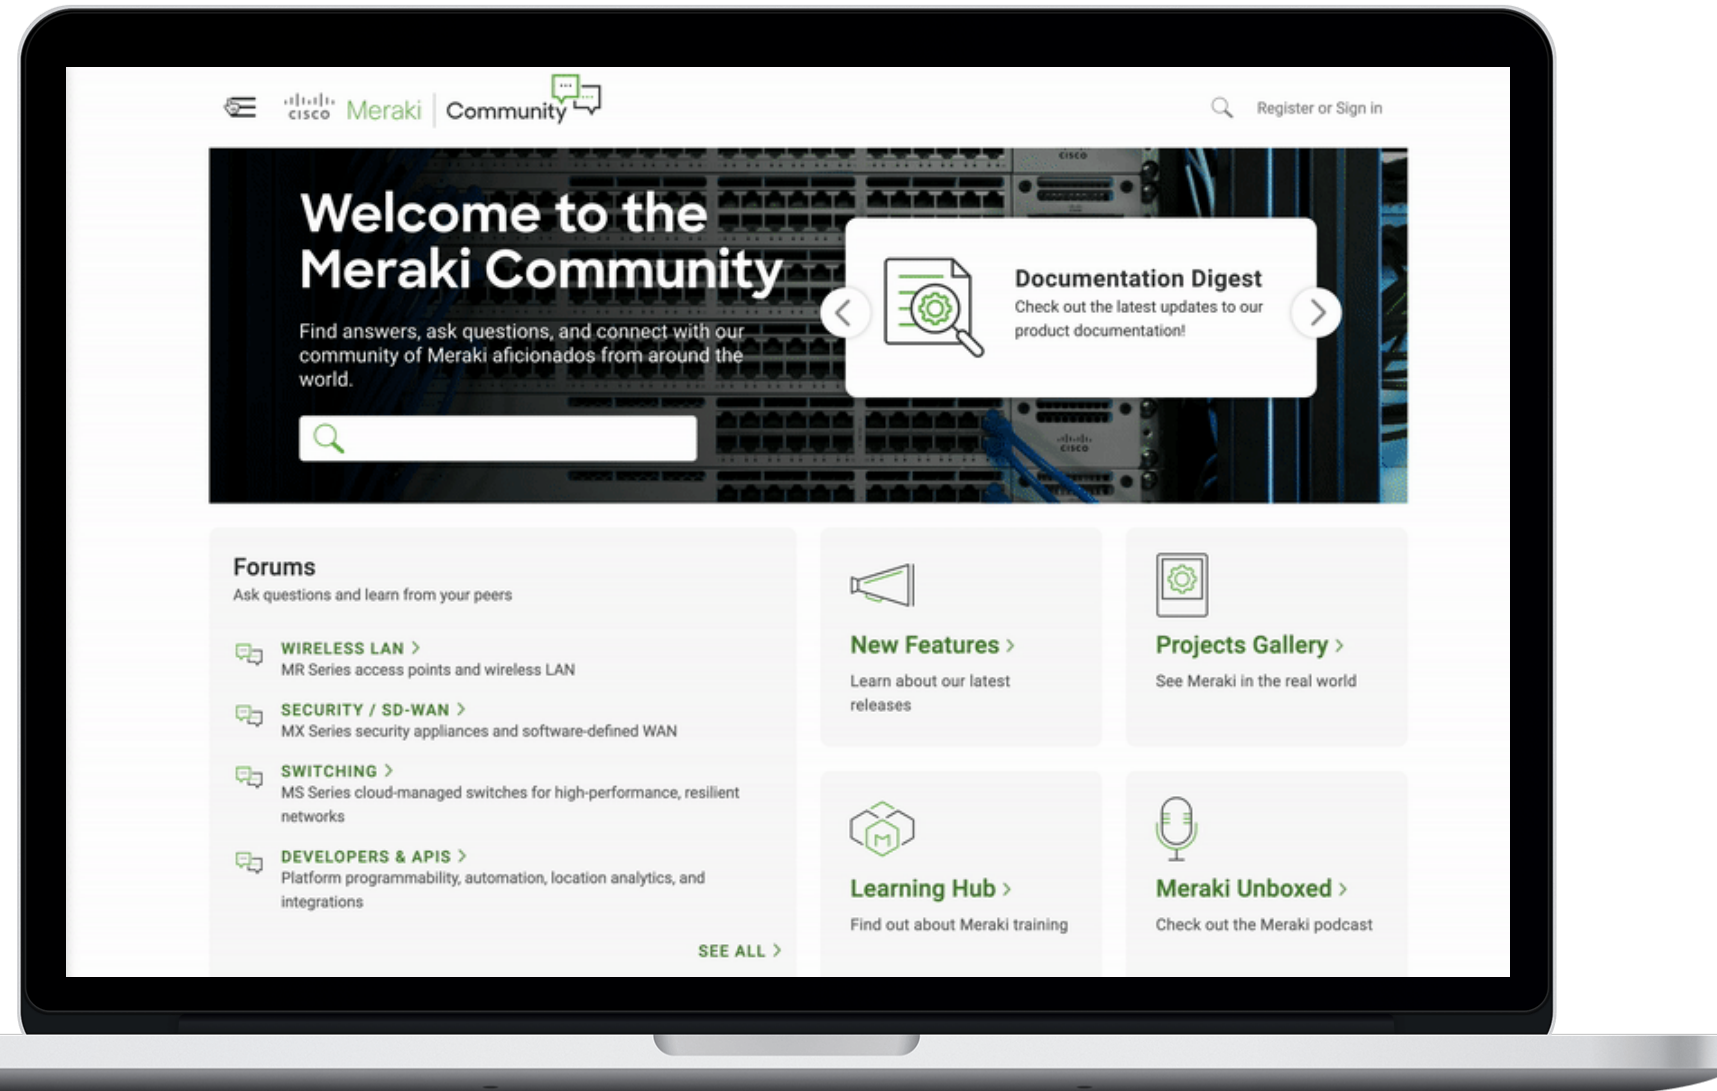 cisco Meraki Community
Register or Sign in
cisco
Welcome to the
Meraki Community
Find answers, ask questions, and connect with our
community of Meraki aficionados from around the
world.
Documentation Digest
Check out the latest updates to our
product documentation!
cisco
Forums
Ask questions and learn from your peers
WIRELESS LAN >
MR Series access points and wireless LAN
SECURITY / SD-WAN >
MX Series security appliances and software-defined WAN
SWITCHING >
MS Series cloud-managed switches for high-performance, resilient
networks
DEVELOPERS & APIS >
Platform programmability, automation, location analytics, and
integrations
SEE ALL >
New Features >
Learn about our latest
releases
Projects Gallery >
See Meraki in the real world
M
Learning Hub >
Find out about Meraki training
Meraki Unboxed >
Check out the Meraki podcast